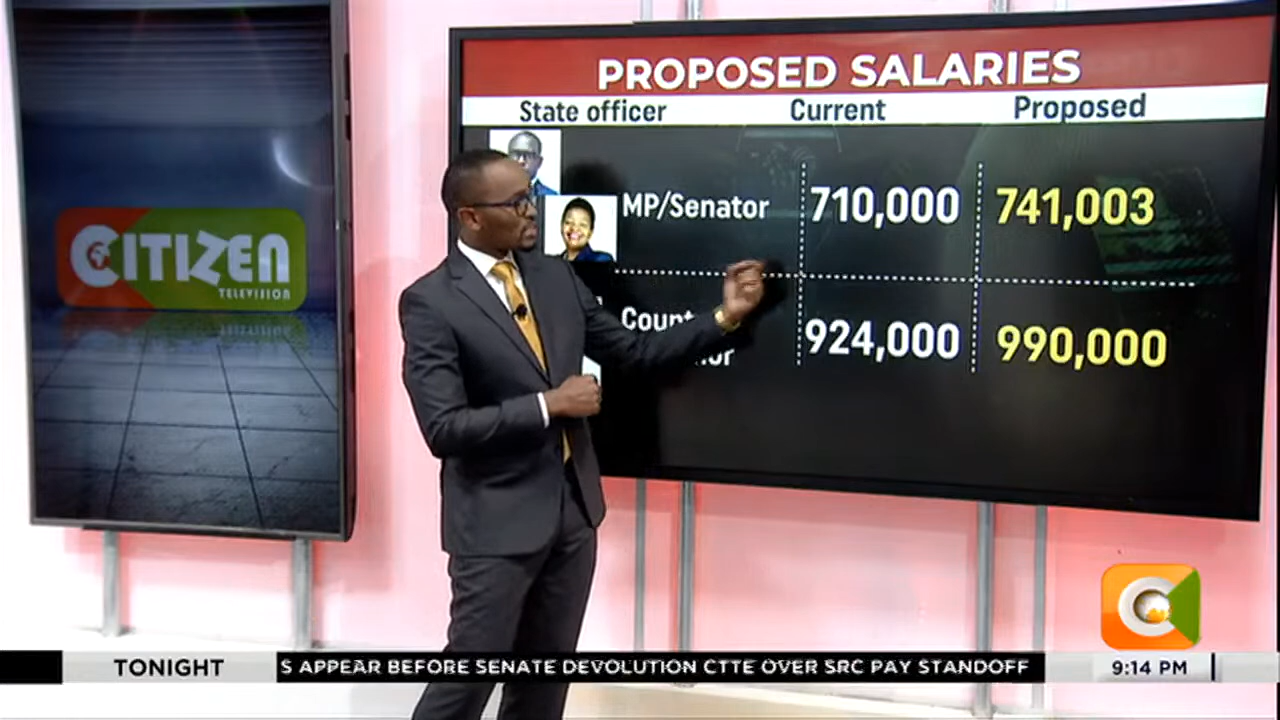 PROPOSED SALARIES
State officer Current Proposed
MP/Senator 710,000 741,003
924,000 990,000
CITIZEN
TELEVISION
TONIGHT S APPEAR BEFORE SENATE DEVOLUTION CTTE OVER SRC PAY STANDOFF 9:14 PM